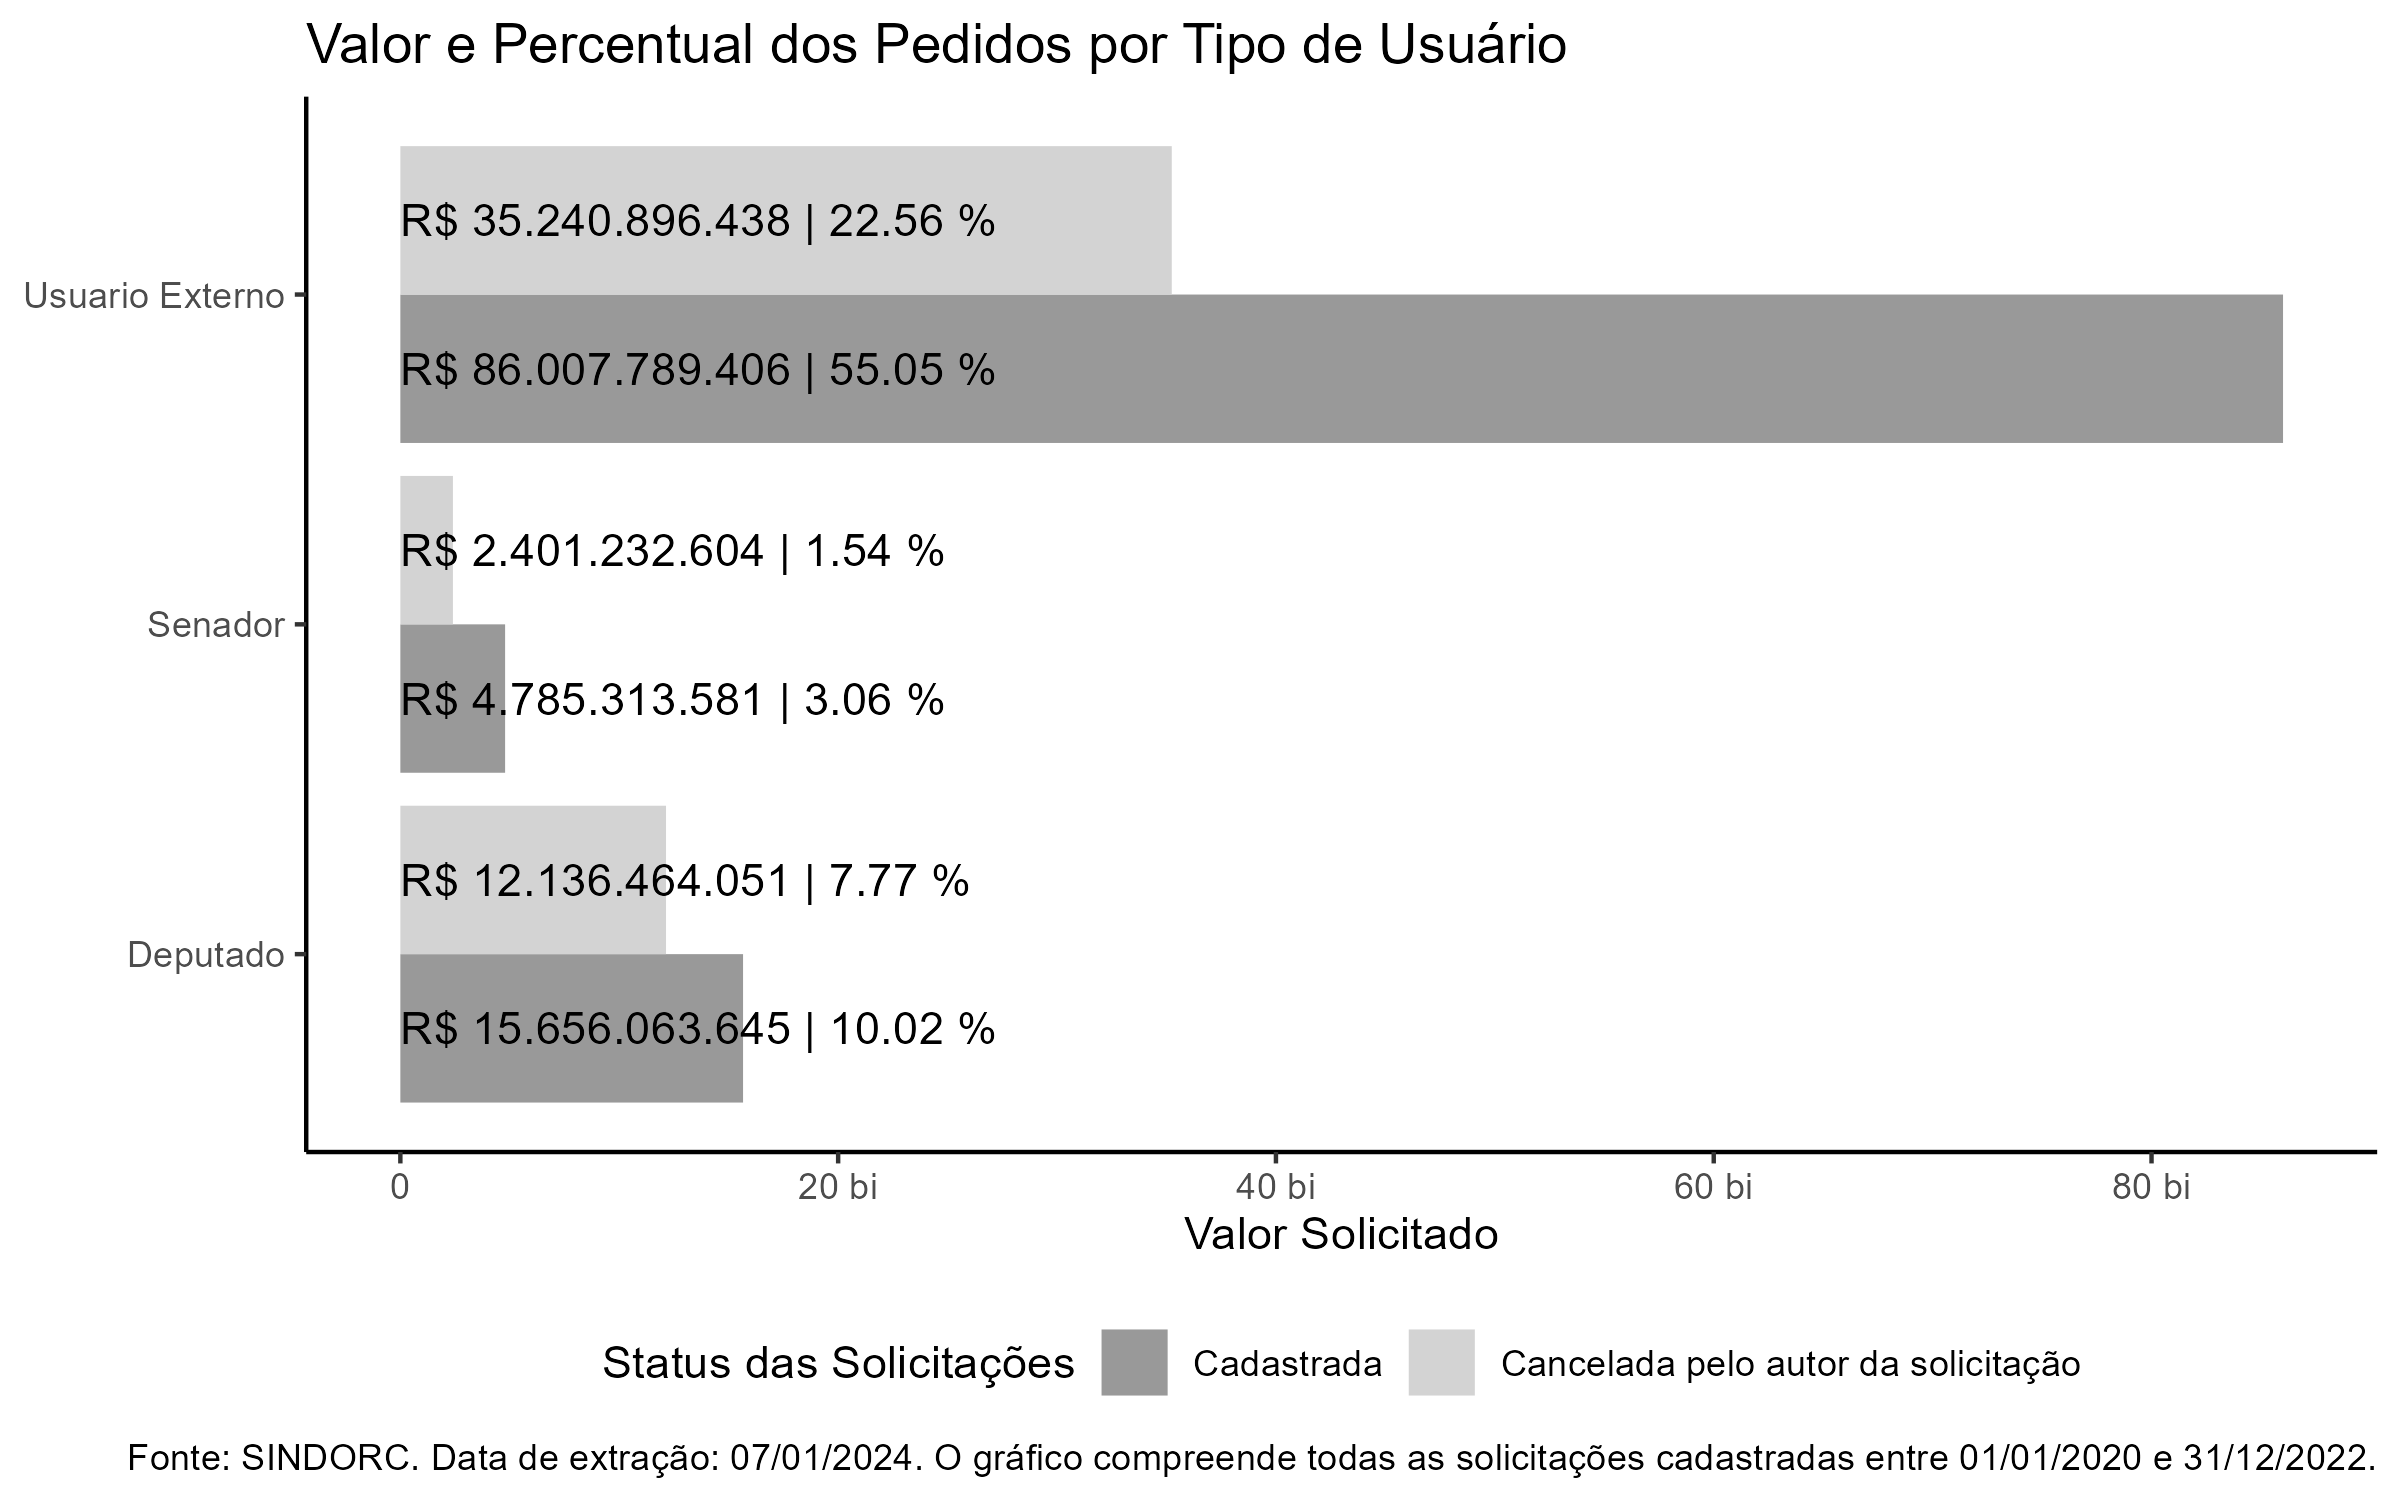 Valor e Percentual dos Pedidos por Tipo de Usuário
R$ 35.240.896.438 | 22.56 %
Usuario Externo
R$ 86.007.789.406 | 55.05 %
R$ 2.401.232.604 | 1.54 %
Senador
R$ 4.785.313.581 | 3.06 %
R$ 12.136.464.051 | 7.77 %
Deputado
R$ 15.656.063.645 | 10.02 %
0 20 bi 40 bi 60 bi 80 bi
Valor Solicitado
Status das Solicitações Cadastrada Cancelada pelo autor da solicitação
Fonte: SINDORC. Data de extração: 07/01/2024. O gráfico compreende todas as solicitações cadastradas entre 01/01/2020 e 31/12/2022.